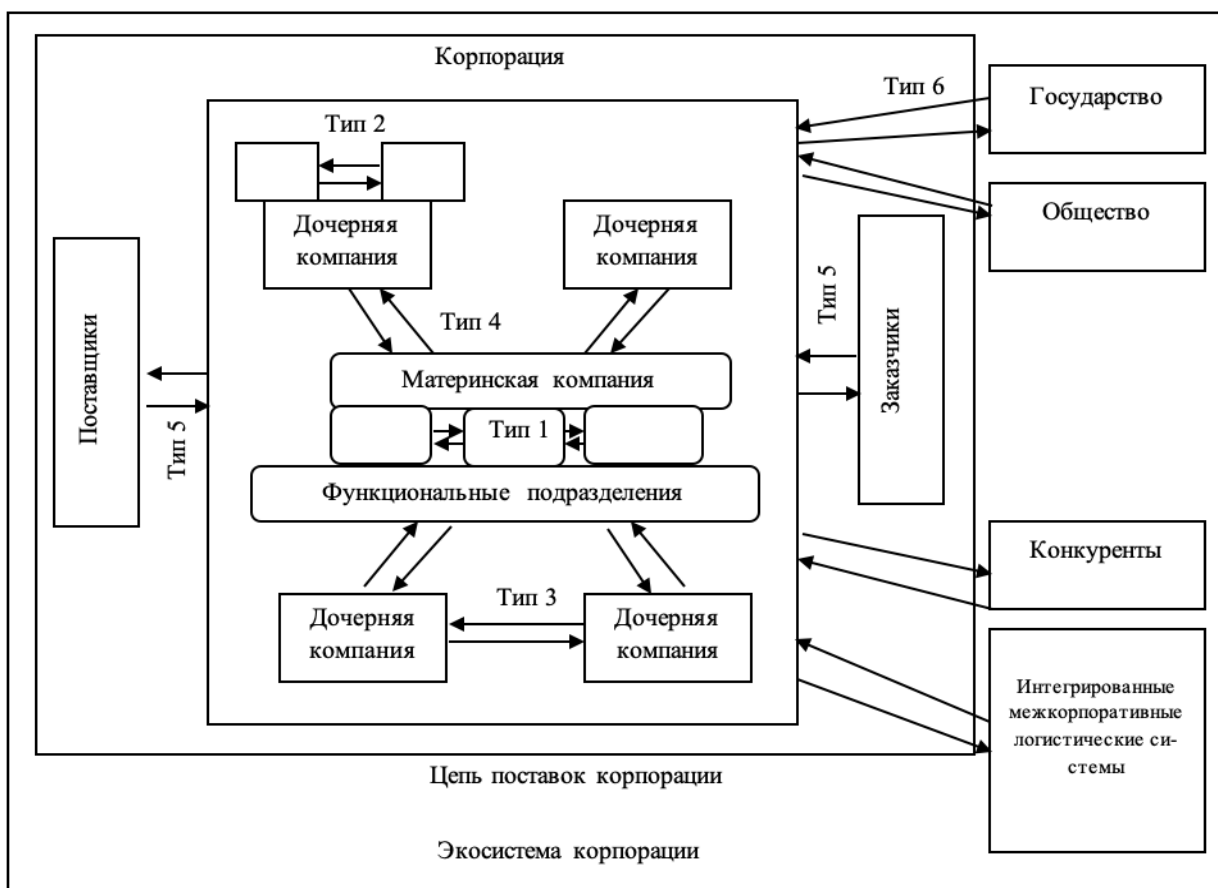 Корпорация
Тип 6
Государство
Тип 2
Общество
Дочерняя
компания
Дочерняя
компания
Поставщики
Тип 5
Тип 5
Заказчики
Тип 4
Материнская компания
Тип 1
Функциональные подразделения
Конкуренты
Тип 3
Дочерняя
компания
Дочерняя
компания
Интегрированные
межкорпоративные
логистические си-
стемы
Цепь поставок корпорации
Экосистема корпорации